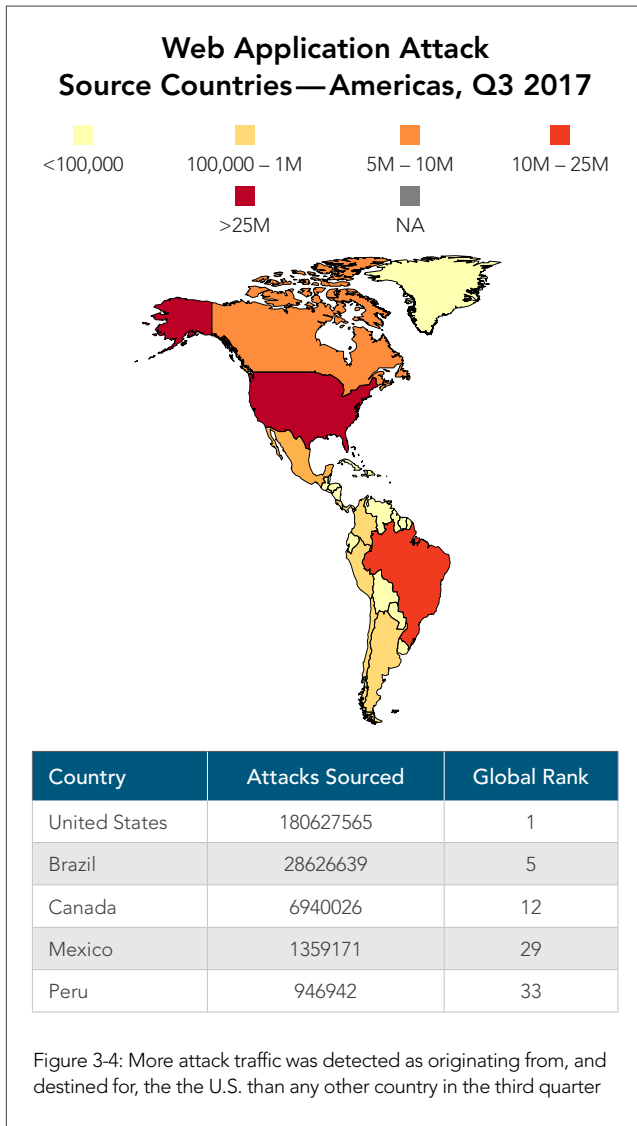 Web Application Attack
Source Countries — Americas, Q3 2017
<100,000
100,000 – 1M
5M – 10M
10M – 25M
>25M
NA
Country Attacks Sourced Global Rank
United States 180627565 1
Brazil 28626639 5
Canada 6940026 12
Mexico 1359171 29
Peru 946942 33
Figure 3-4: More attack traffic was detected as originating from, and
destined for, the the U.S. than any other country in the third quarter